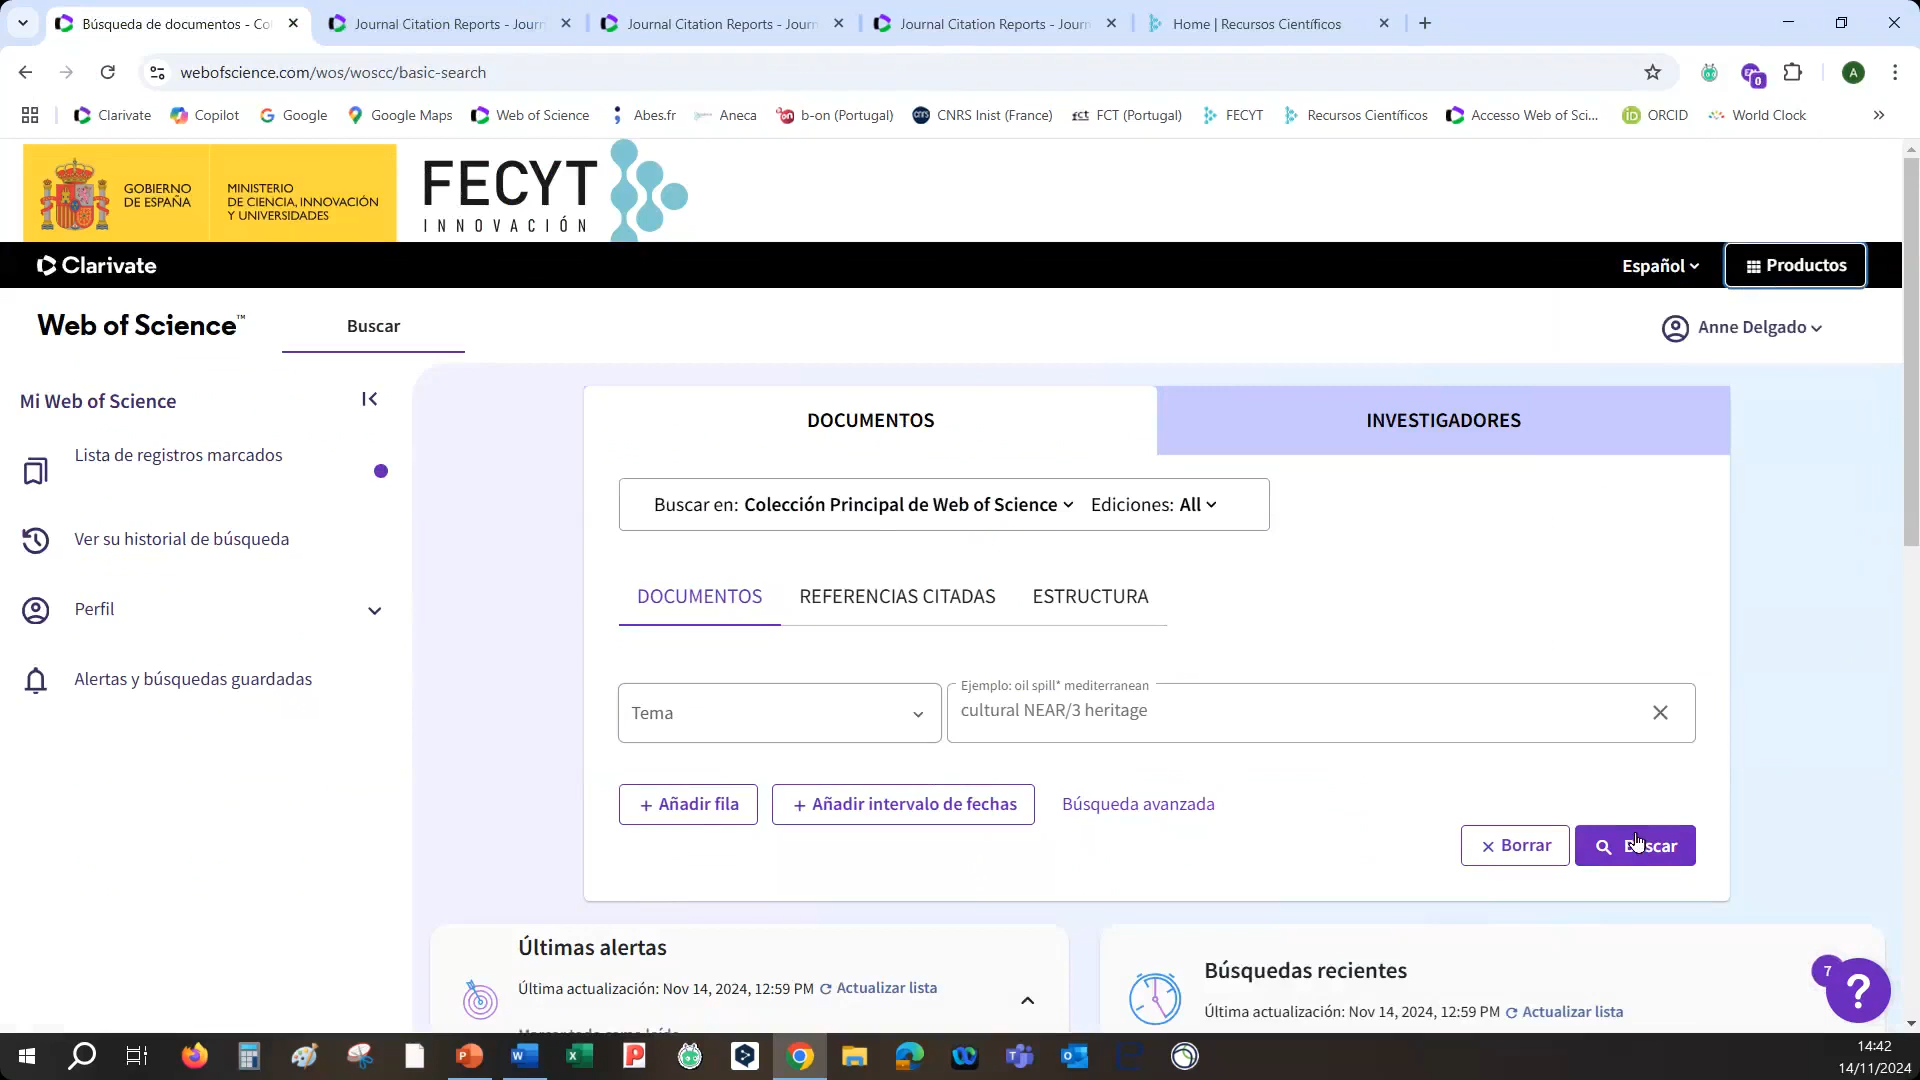 Búsqueda de documentos - Co
Journal Citation Reports - Journ
Journal Citation Reports - Journ
Journal Citation Reports - Journ
Home | Recursos Científicos
webofscience.com/wos/woscc/basic-search
0
A
Clarivate
Copilot
Google
Google Maps
Web of Science
Abes.fr
Aneca
b-on (Portugal)
CNRS Inist (France)
FCT (Portugal)
FECYT
Recursos Científicos
Accesso Web of Sci...
ORCID
World Clock
GOBIERNO
DE ESPAÑA
MINISTERIO
DE CIENCIA, INNOVACIÓN
Y UNIVERSIDADES
FECYT
INNOVACIÓN
Clarivate
Español
Productos
Web of Science™
Buscar
Anne Delgado
Mi Web of Science
Lista de registros marcados
Ver su historial de búsqueda
Perfil
Alertas y búsquedas guardadas
DOCUMENTOS
INVESTIGADORES
Buscar en: Colección Principal de Web of Science Ediciones: All
DOCUMENTOS
REFERENCIAS CITADAS
ESTRUCTURA
Tema
Ejemplo: oil spill* mediterranean
cultural NEAR/3 heritage
+ Añadir fila
+ Añadir intervalo de fechas
Búsqueda avanzada
× Borrar
Buscar
Últimas alertas
Última actualización: Nov 14, 2024, 12:59 PM Actualizar lista
Búsquedas recientes
Última actualización: Nov 14, 2024, 12:59 PM Actualizar lista
7
?
14:42
14/11/2024